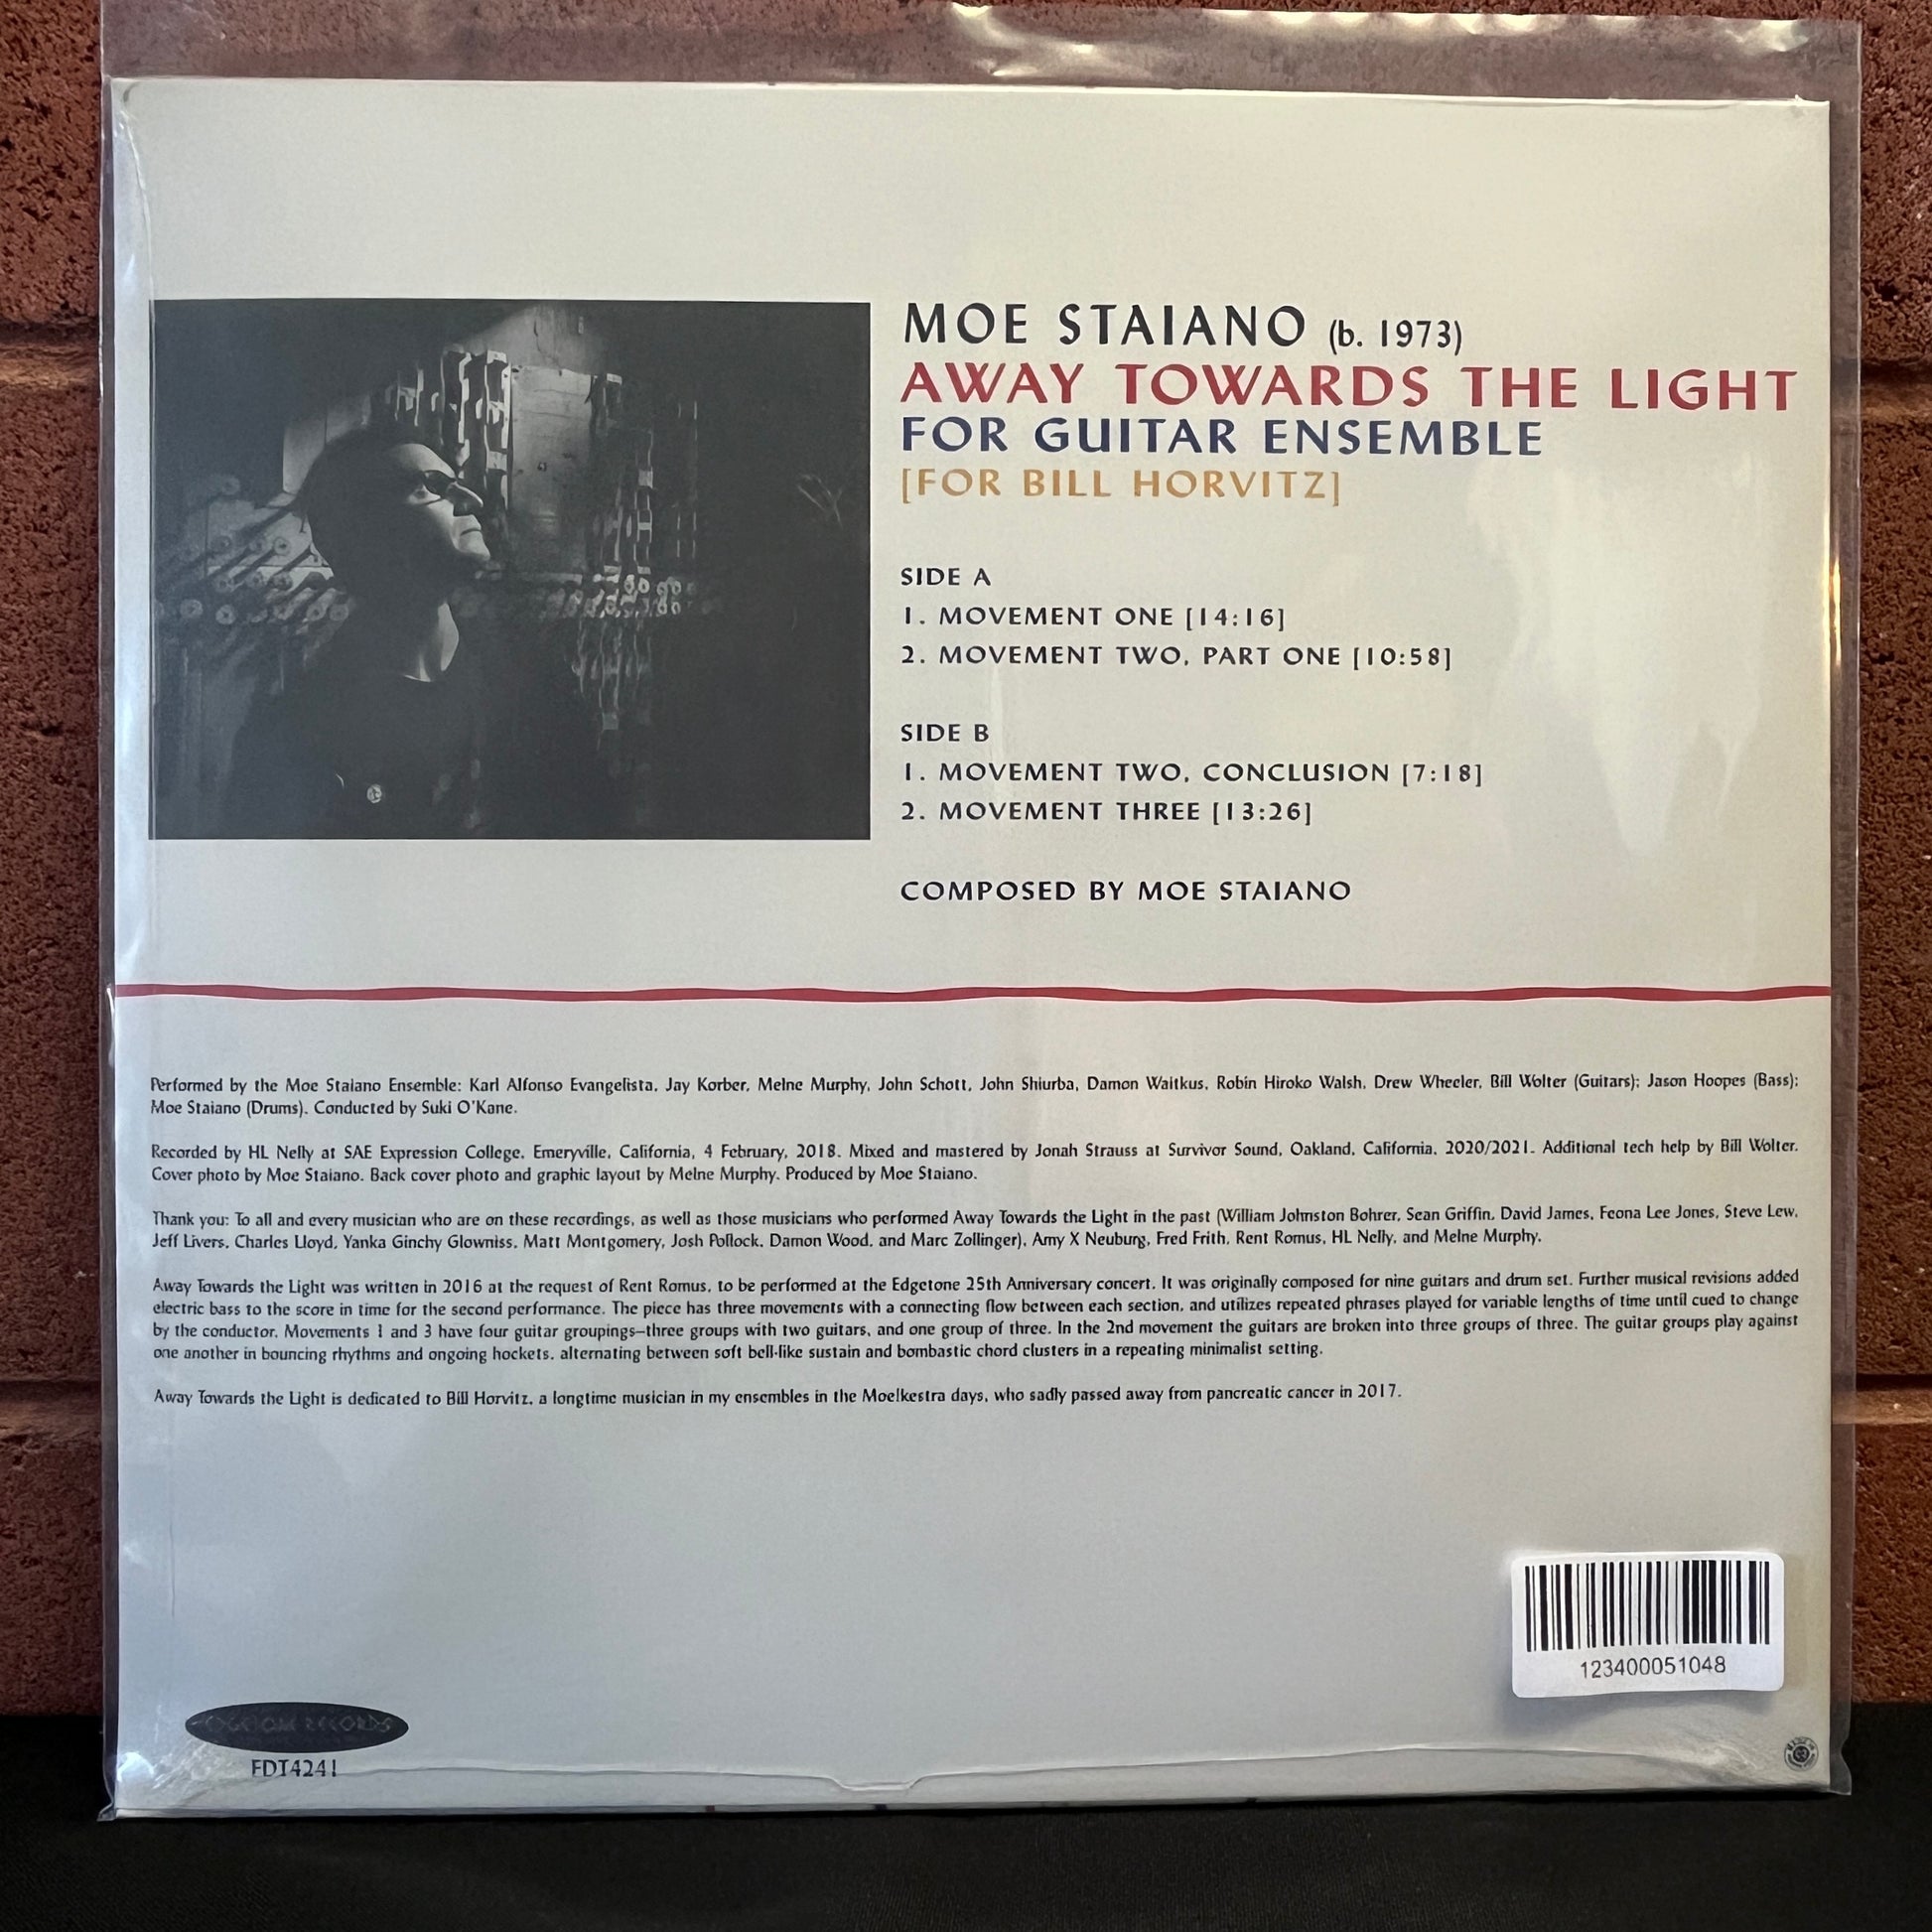 MOE STAIANO (b. 1973)
AWAY TOWARDS THE LIGHT
FOR GUITAR ENSEMBLE
[FOR BILL HORVITZ]
SIDE A
1. MOVEMENT ONE [14:16]
2. MOVEMENT TWO, PART ONE [10:58]
SIDE B
1. MOVEMENT TWO, CONCLUSION [7:18]
2. MOVEMENT THREE [13:26]
COMPOSED BY MOE STAIANO
Performed by the Moe Staiano Ensemble: Karl Alfonso Evangelista, Jay Korber, Melne Murphy, John Schott, John Shiurba, Damon Waitkus, Robin Hiroko Walsh, Drew Wheeler, Bill Wolter (Guitars); Jason Hoopes (Bass);
Moe Staiano (Drums). Conducted by Suki O'Kane.
Recorded by HL Nelly at SAE Expression College, Emeryville, California, 4 February, 2018. Mixed and mastered by Jonah Strauss at Survivor Sound, Oakland, California, 2020/2021. Additional tech help by Bill Wolter.
Cover photo by Moe Staiano. Back cover photo and graphic layout by Melne Murphy. Produced by Moe Staiano.
Thank you: To all and every musician who are on these recordings, as well as those musicians who performed Away Towards the Light in the past (William Johnston Bohrer, Sean Griffin, David James, Feona Lee Jones, Steve Lew,
Jeff Livers, Charles Lloyd, Yanka Ginchy Glowniss, Matt Montgomery, Josh Pollock, Damon Wood, and Marc Zollinger), Amy X Neuburg, Fred Frith, Rent Romus, HL Nelly, and Melne Murphy.
Away Towards the Light was written in 2016 at the request of Rent Romus, to be performed at the Edgetone 25th Anniversary concert. It was originally composed for nine guitars and drum set. Further musical revisions added
electric bass to the score in time for the second performance. The piece has three movements with a connecting flow between each section, and utilizes repeated phrases played for variable lengths of time until cued to change
by the conductor. Movements 1 and 3 have four guitar groupings—three groups with two guitars, and one group of three. In the 2nd movement the guitars are broken into three groups of three. The guitar groups play against
one another in bouncing rhythms and ongoing hockets, alternating between soft bell-like sustain and bombastic chord clusters in a repeating minimalist setting.
Away Towards the Light is dedicated to Bill Horvitz, a longtime musician in my ensembles in the Moelkestra days, who sadly passed away from pancreatic cancer in 2017.
123400051048
RECORDS
EDT4241